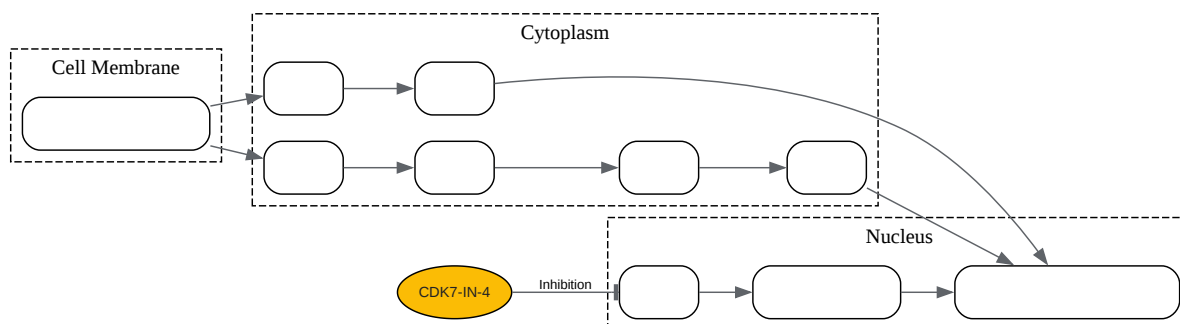 Cytoplasm
Cell Membrane
Nucleus
CDK7-IN-4
Inhibition